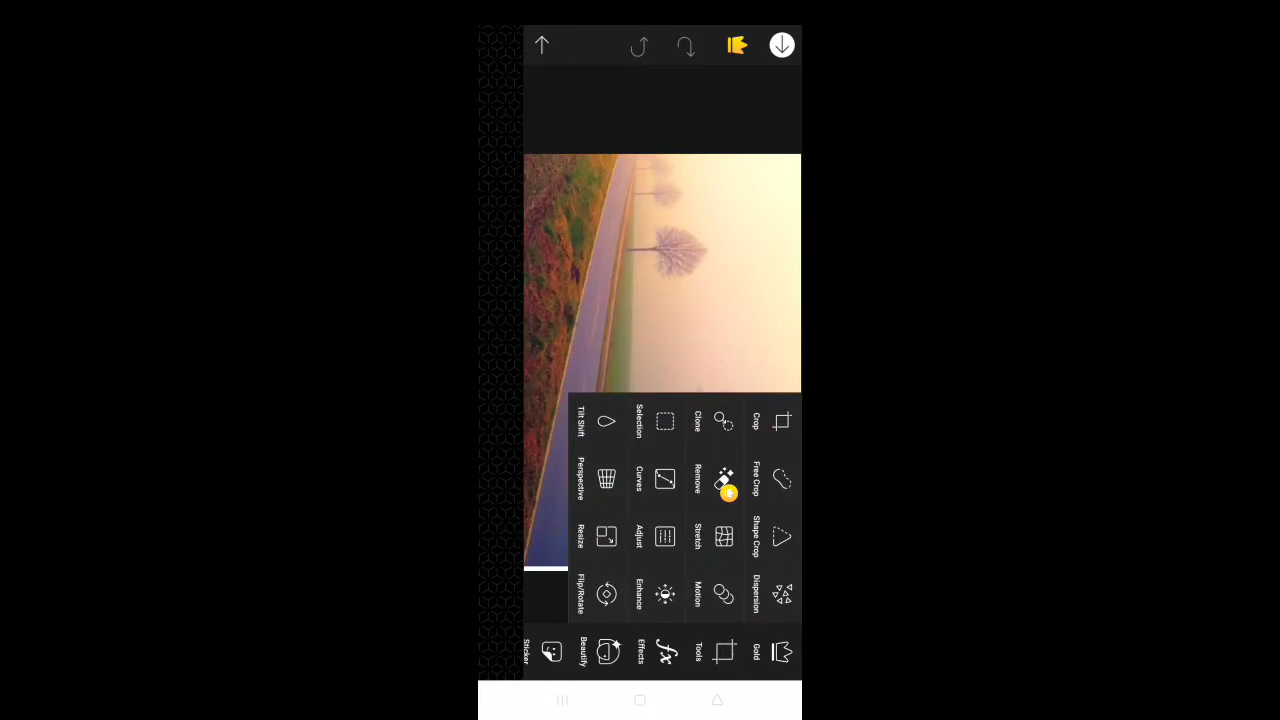 Crop
Free Crop
Shape Crop
Dispersion
Clone
Remove
Stretch
Motion
Selection
Curves
Adjust
Enhance
Tilt Shift
Perspective
Resize
Flip/Rotate
Gold
Tools
Effects
Beautify
Sticker